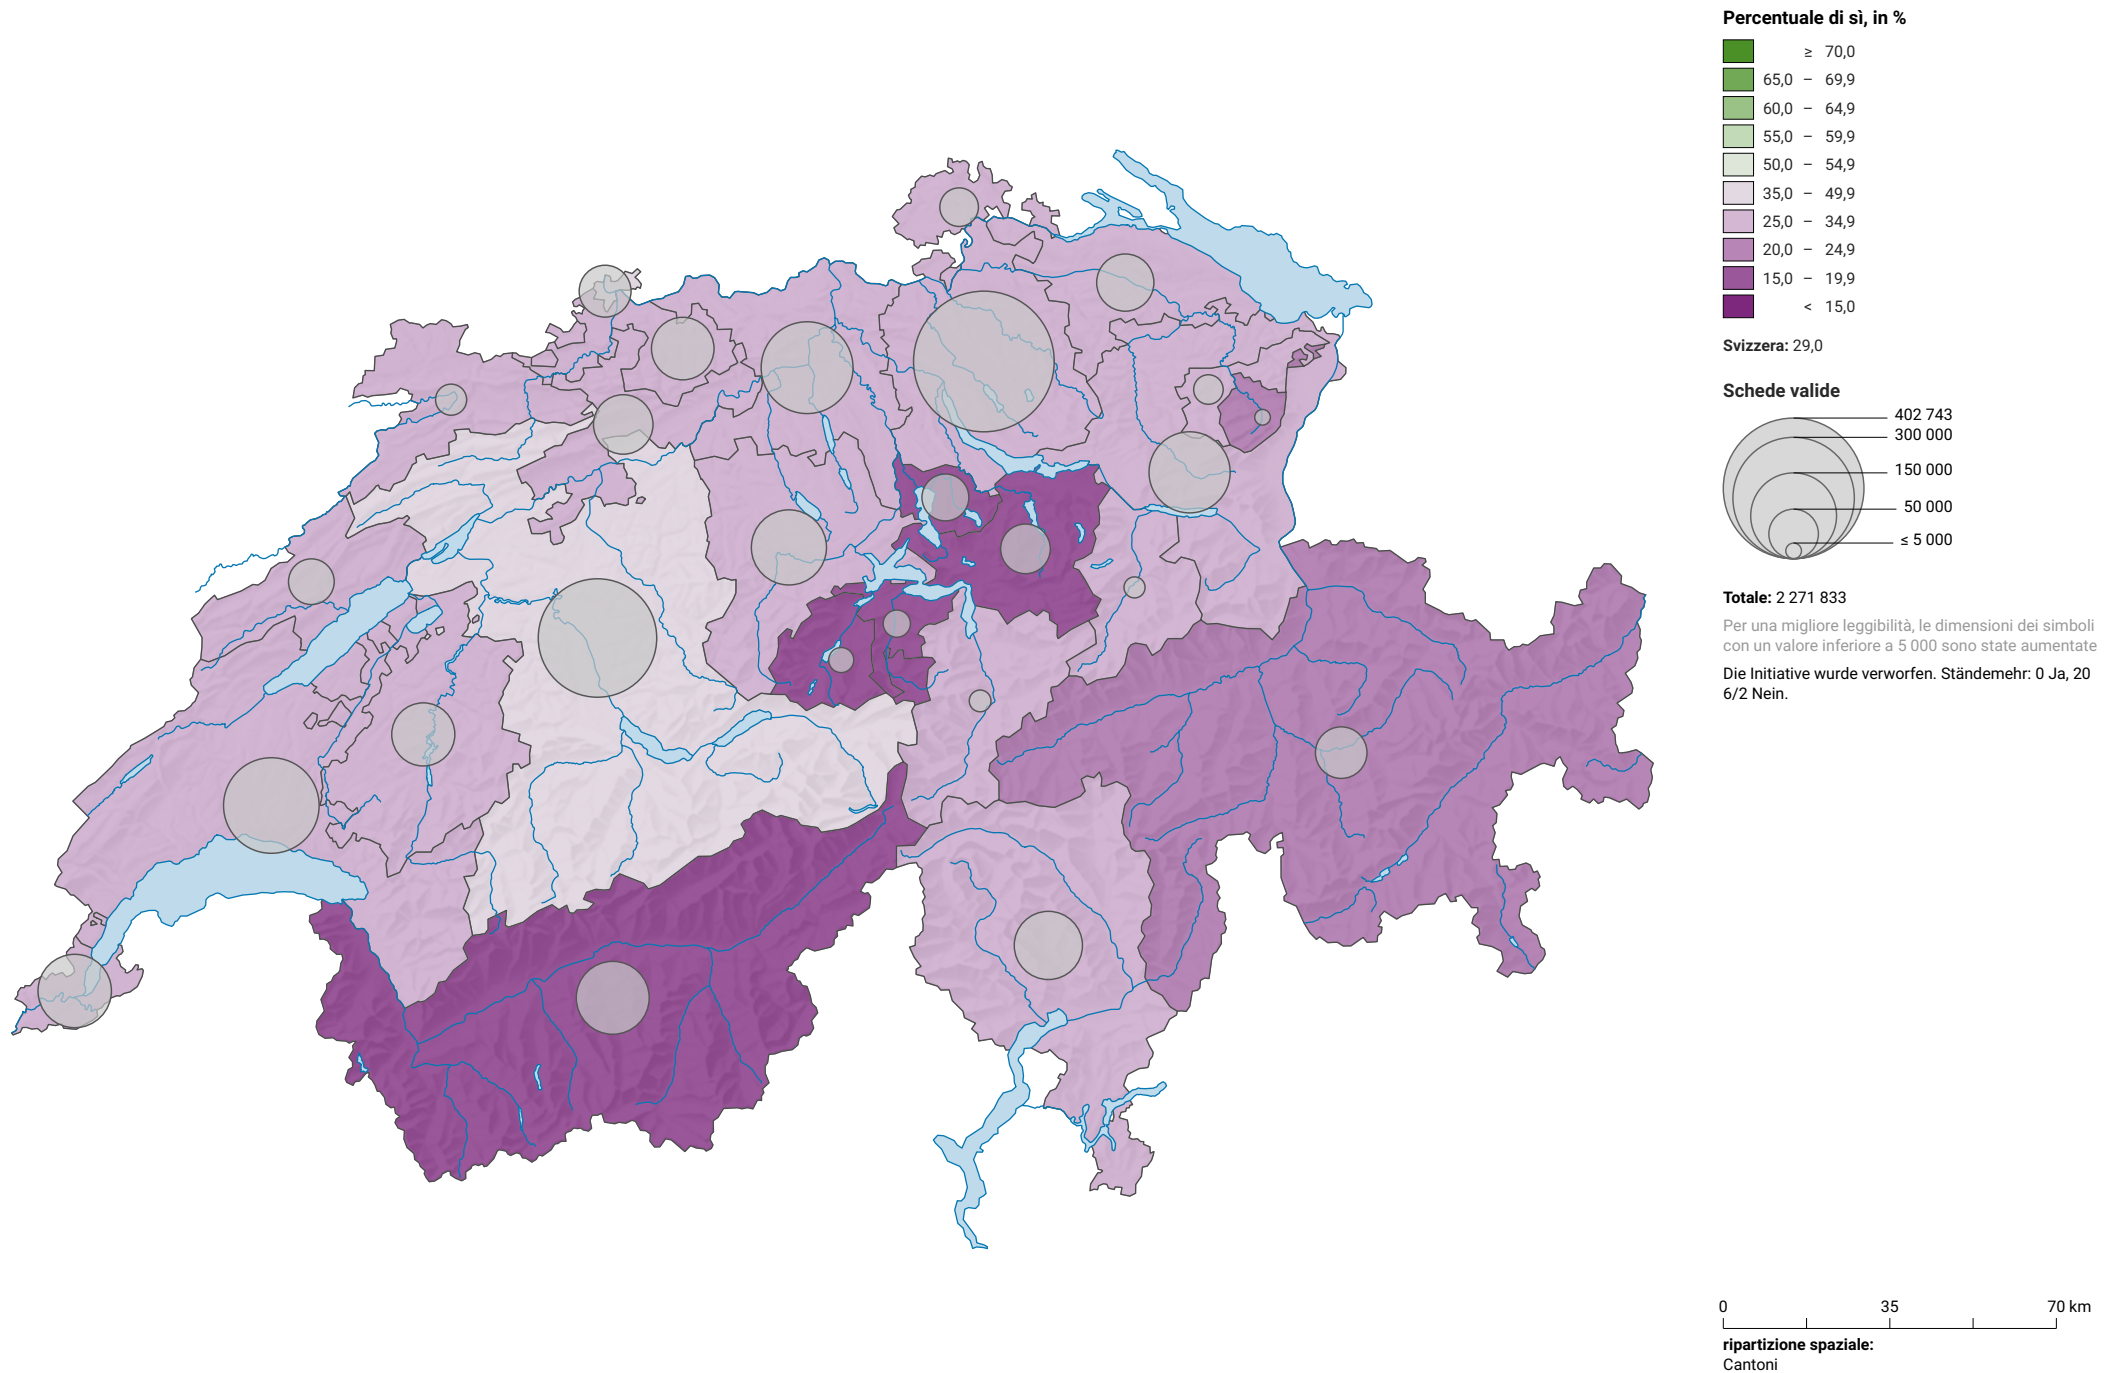 Percentuale di sì, in %
≥ 70,0
65,0 – 69,9
60,0 – 64,9
55,0 – 59,9
50,0 – 54,9
35,0 – 49,9
25,0 – 34,9
20,0 – 24,9
15,0 – 19,9
< 15,0
Svizzera: 29,0
Schede valide
402 743
300 000
150 000
50 000
≤ 5 000
Totale: 2 271 833
Per una migliore leggibilità, le dimensioni dei simboli
con un valore inferiore a 5 000 sono state aumentate
Die Initiative wurde verworfen. Ständemehr: 0 Ja, 20
6/2 Nein.
0 35 70 km
ripartizione spaziale:
Cantoni